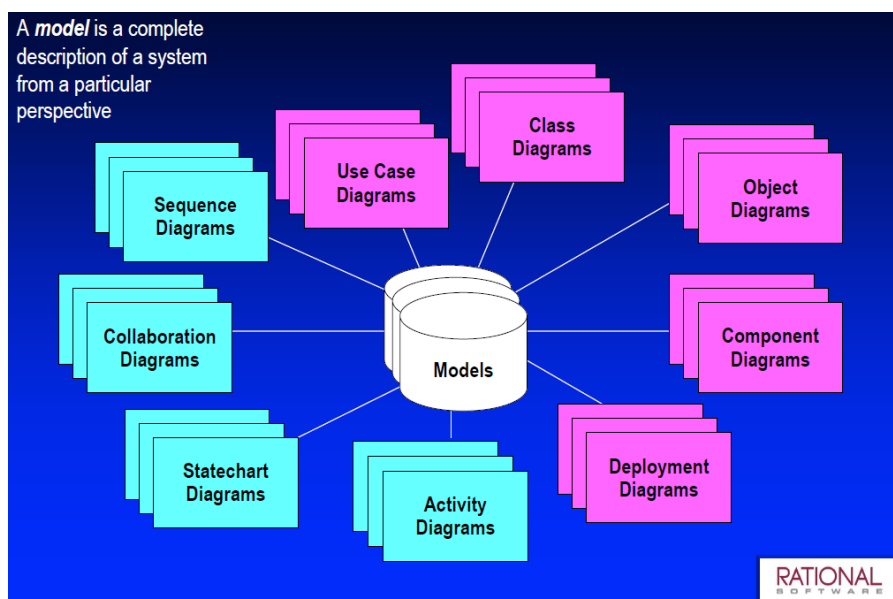 A model is a complete
description of a system
from a particular
perspective
Class
Diagrams
Use Case
Diagrams
Object
Diagrams
Sequence
Diagrams
Collaboration
Diagrams
Component
Diagrams
Models
Statechart
Diagrams
Activity
Diagrams
Deployment
Diagrams
RATIONAL
SOFTWARE